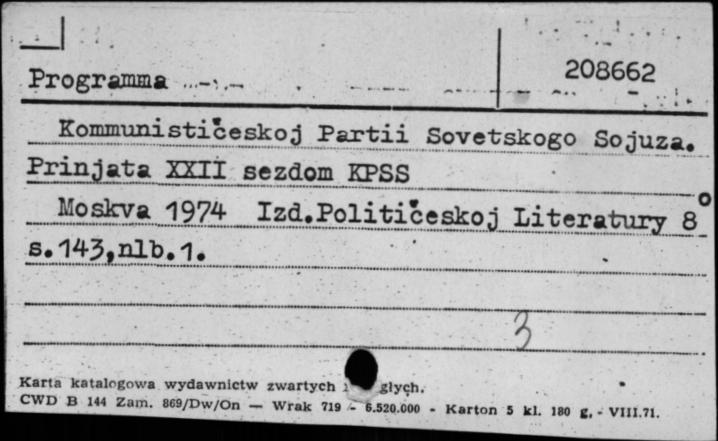 208662
Programma
Kommunističeskoj Partii Sovetskogo Sojuza.
Prinjata XXII sezdom KPSS
Moskva 1974 Izd.Politićeskoj Literatury 8°
s.143,nlb.1.
3
Karta katalogowa wydawnictw zwartych głych.
CWD B 144 Zam. 869/Dw/On — Wrak 719 - 6.520.000 - Karton 5 kl. 180 g, - VIII.71.